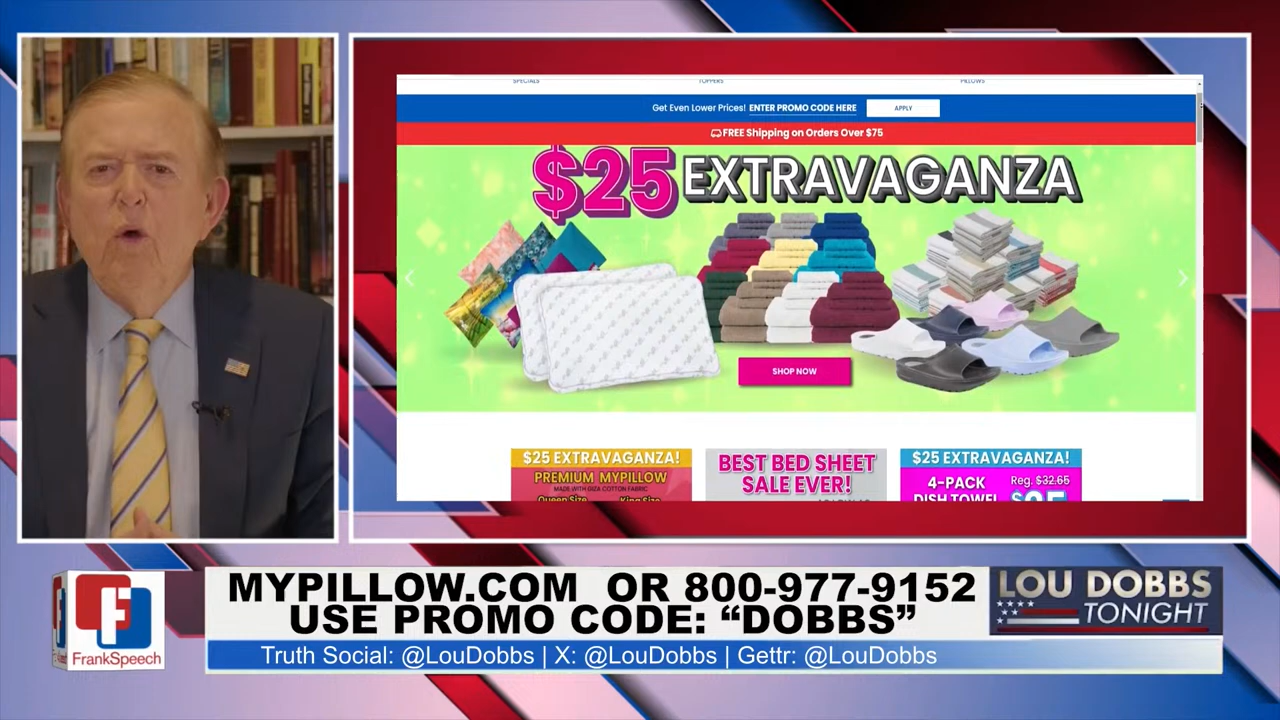 SPECIALS
TOPPERS
PILLOWS
Get Even Lower Prices! ENTER PROMO CODE HERE APPLY
FREE Shipping on Orders Over $75
$25 EXTRAVAGANZA
SHOP NOW
$25 EXTRAVAGANZA!
PREMIUM MYPILLOW
MADE WITH GIZA COTTON FABRIC
Queen Size King Size
BEST BED SHEET
SALE EVER!
$25 EXTRAVAGANZA!
4-PACK Reg. $32.65
DISH TOWEL $25
F
FrankSpeech
MYPILLOW.COM OR 800-977-9152
USE PROMO CODE: “DOBBS”
Truth Social: @LouDobbs | X: @LouDobbs | Gettr: @LouDobbs
LOU DOBBS
TONIGHT